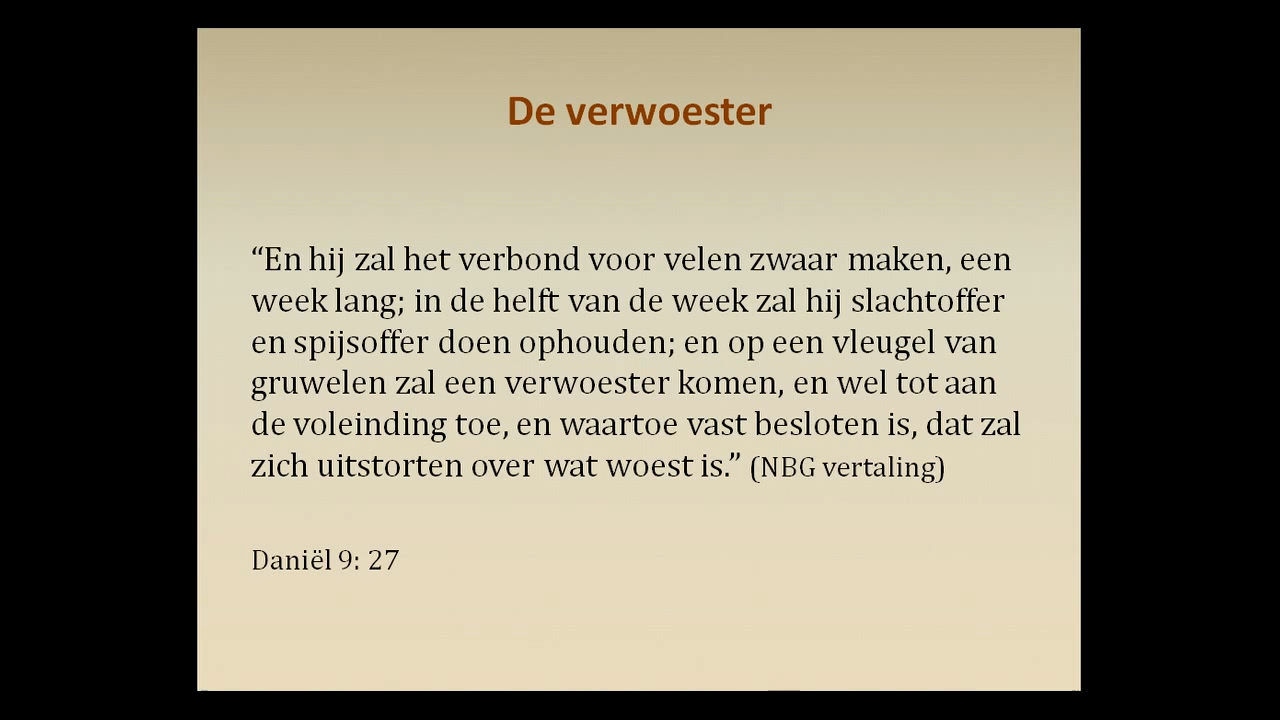 De verwoester
“En hij zal het verbond voor velen zwaar maken, een
week lang; in de helft van de week zal hij slachtoffer
en spijsoffer doen ophouden; en op een vleugel van
gruwelen zal een verwoester komen, en wel tot aan
de voleinding toe, en waartoe vast besloten is, dat zal
zich uitstorten over wat woest is.” (NBG vertaling)
Daniël 9: 27